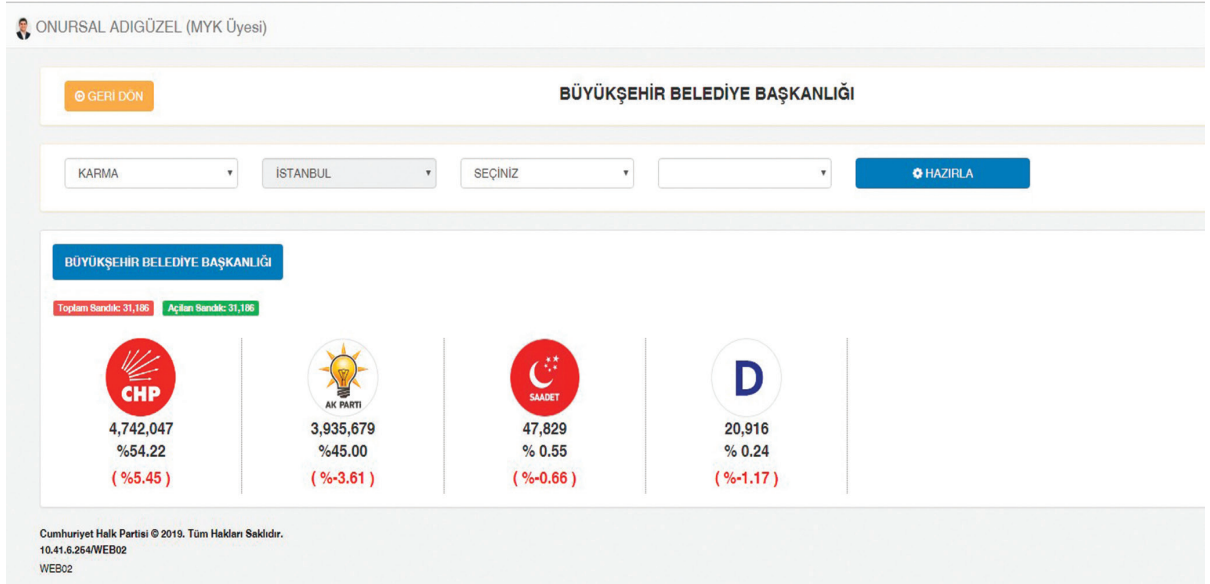 ONURSAL ADIGÜZEL (MYK Üyesi)
GERİ DÖN
BÜYÜKŞEHİR BELEDİYE BAŞKANLIĞI
KARMA İSTANBUL SEÇİNİZ HAZIRLA
BÜYÜKŞEHİR BELEDİYE BAŞKANLIĞI
Toplam Sandık: 31,186 Açılan Sandık: 31,186
CHP AK PARTİ SAADET D
4,742,047 3,935,679 47,829 20,916
%54.22 %45.00 % 0.55 % 0.24
( %5.45 ) ( %-3.61 ) ( %-0.66 ) ( %-1.17 )
Cumhuriyet Halk Partisi © 2019. Tüm Hakları Saklıdır.
10.41.6.264/WEB02
WEB02